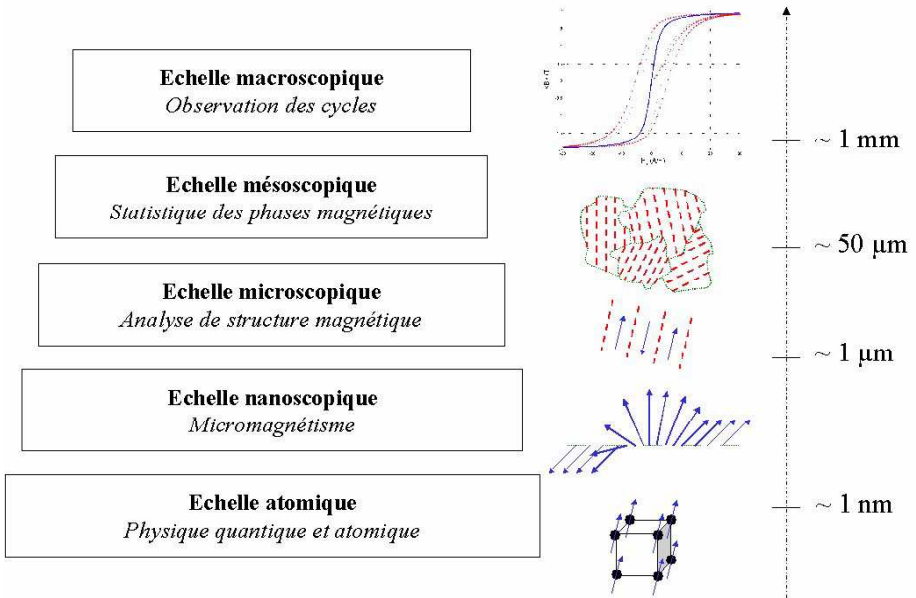 Echelle macroscopique
Observation des cycles
~ 1 mm
Echelle mésoscopique
Statistique des phases magnétiques
~ 50 µm
Echelle microscopique
Analyse de structure magnétique
~ 1 µm
Echelle nanoscopique
Micromagnétisme
Echelle atomique
Physique quantique et atomique
~ 1 nm